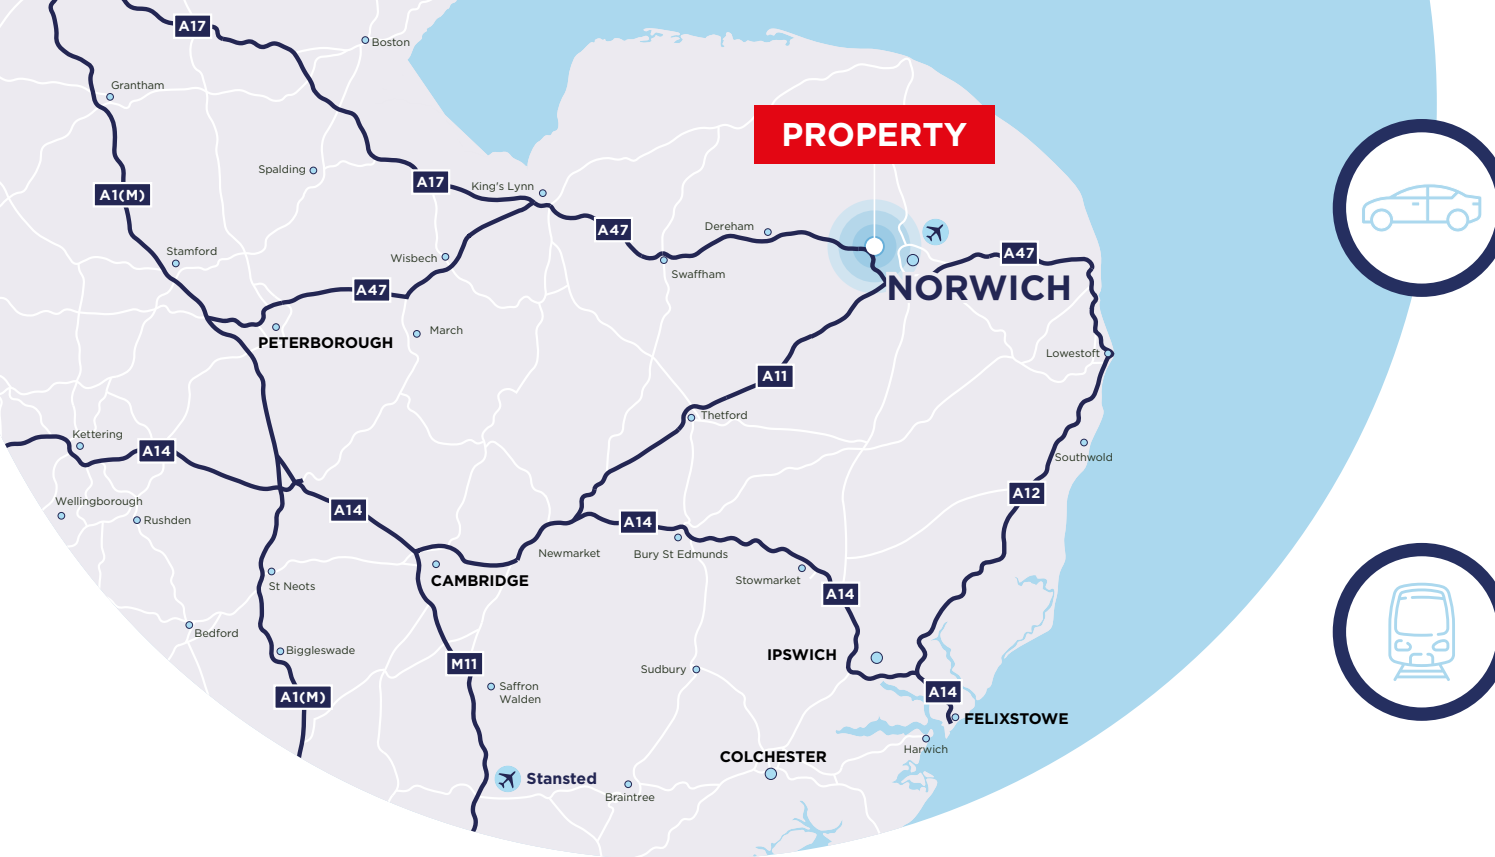 A17
Boston
Grantham
PROPERTY
Spalding
A17
King's Lynn
A1(M)
A47
Dereham
Stamford
Wisbech
Swaffham
A47
A47
NORWICH
March
PETERBOROUGH
Lowestoft
A11
Thetford
Kettering
A14
Southwold
Wellingborough
Rushden
A14
A14
A12
Newmarket
Bury St Edmunds
CAMBRIDGE
Stowmarket
St Neots
A14
Bedford
Biggleswade
M11
IPSWICH
Sudbury
Saffron
Walden
A1(M)
A14
FELIXSTOWE
Harwich
COLCHESTER
Stansted
Braintree